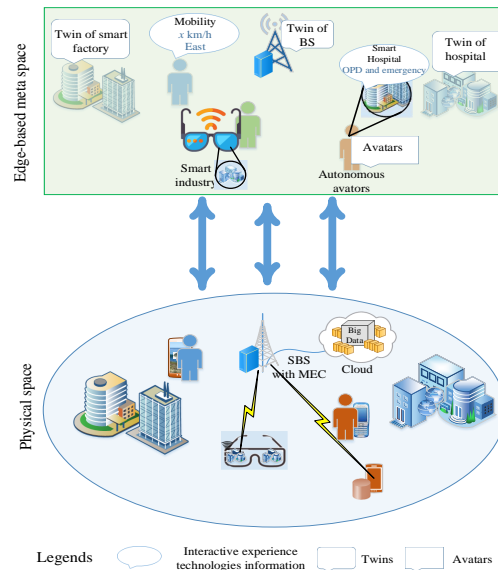 Edge-based meta space
Twin of smart
factory
Mobility
x km/h
East
Twin of
BS
Smart
Hospital
OPD and emergency
Twin of
hospital
Smart
industry
Avatars
Autonomous
avators
Physical space
Big
Data
SBS
with MEC
Cloud
Legends
Interactive experience
technologies information
Twins
Avatars